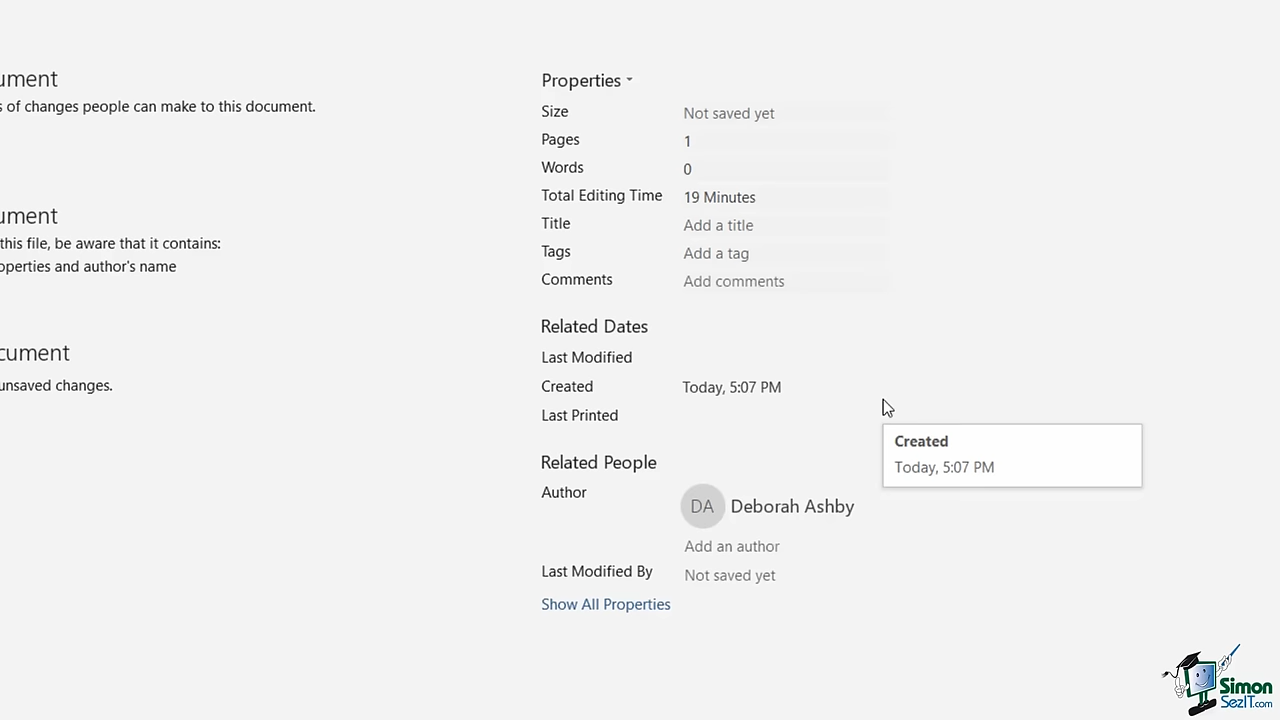 ument
s of changes people can make to this document.
ument
this file, be aware that it contains:
operties and author's name
cument
unsaved changes.
Properties
Size Not saved yet
Pages 1
Words 0
Total Editing Time 19 Minutes
Title Add a title
Tags Add a tag
Comments Add comments
Related Dates
Last Modified
Created Today, 5:07 PM
Last Printed
Created
Today, 5:07 PM
Related People
Author
DA Deborah Ashby
Add an author
Last Modified By Not saved yet
Show All Properties
Simon
SezIT.com